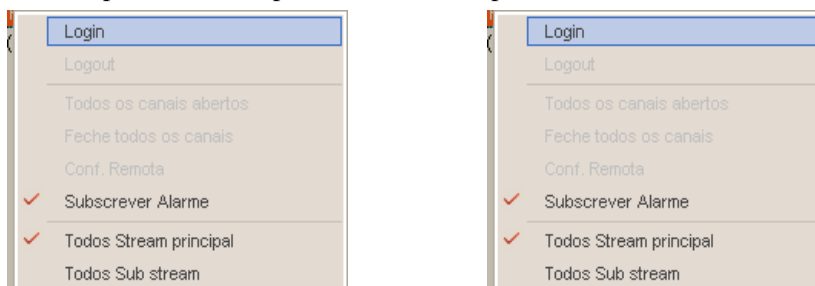 Login
Logout
Todos os canais abertos
Feche todos os canais
Conf. Remota
Subscrever Alarme
Todos Stream principal
Todos Sub stream
Login
Logout
Todos os canais abertos
Feche todos os canais
Conf. Remota
Subscrever Alarme
Todos Stream principal
Todos Sub stream